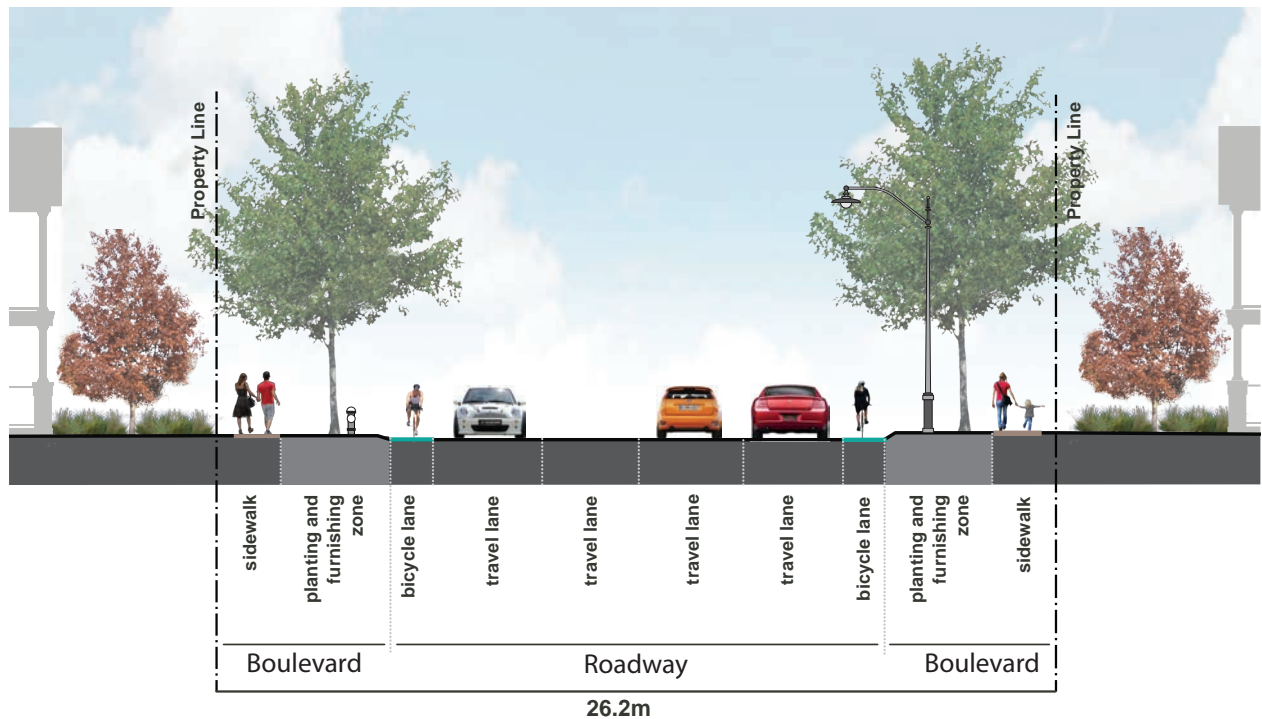 Property Line
Property Line
sidewalk
planting and
furnishing
zone
bicycle lane
travel lane
travel lane
travel lane
travel lane
bicycle lane
planting and
furnishing
zone
sidewalk
Boulevard
Roadway
Boulevard
26.2m